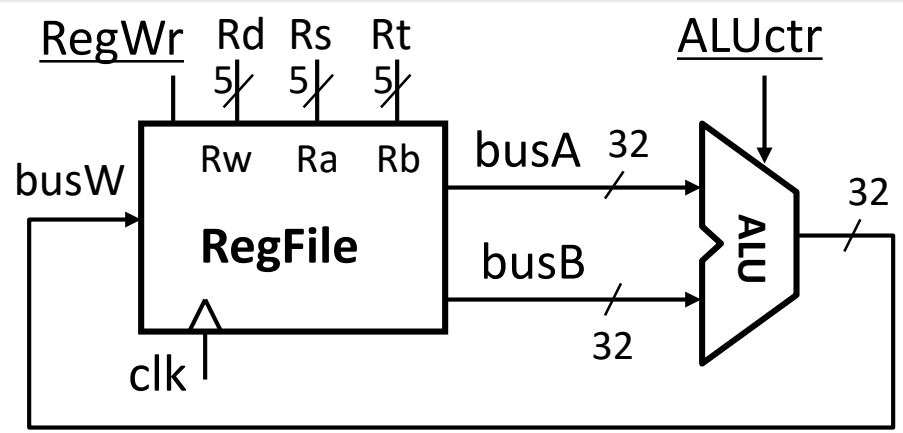 RegWr Rd Rs Rt ALUctr
5 5 5
Rw Ra Rb
busA 32
busW
32
RegFile
ALU
busB
32
clk